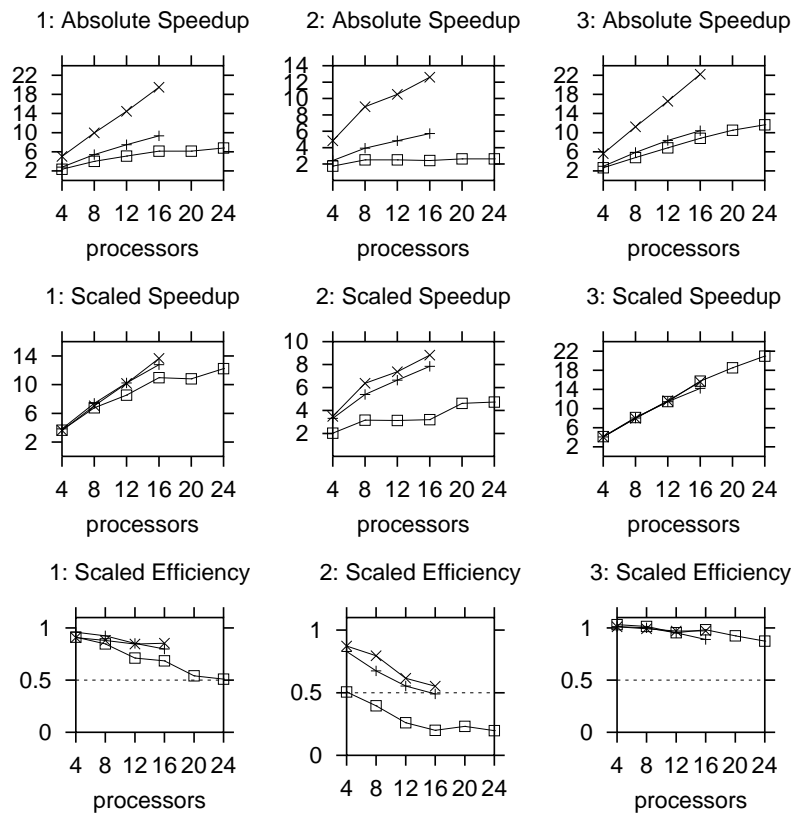 1: Absolute Speedup
2: Absolute Speedup
3: Absolute Speedup
22
18
14
10
6
2
4 8 12 16 20 24
processors
14
12
10
8
6
4
2
4 8 12 16 20 24
processors
22
18
14
10
6
2
4 8 12 16 20 24
processors
1: Scaled Speedup
2: Scaled Speedup
3: Scaled Speedup
14
10
6
2
4 8 12 16 20 24
processors
10
8
6
4
2
4 8 12 16 20 24
processors
22
18
14
10
6
2
4 8 12 16 20 24
processors
1: Scaled Efficiency
2: Scaled Efficiency
3: Scaled Efficiency
1
0.5
0
4 8 12 16 20 24
processors
1
0.5
0
4 8 12 16 20 24
processors
1
0.5
0
4 8 12 16 20 24
processors